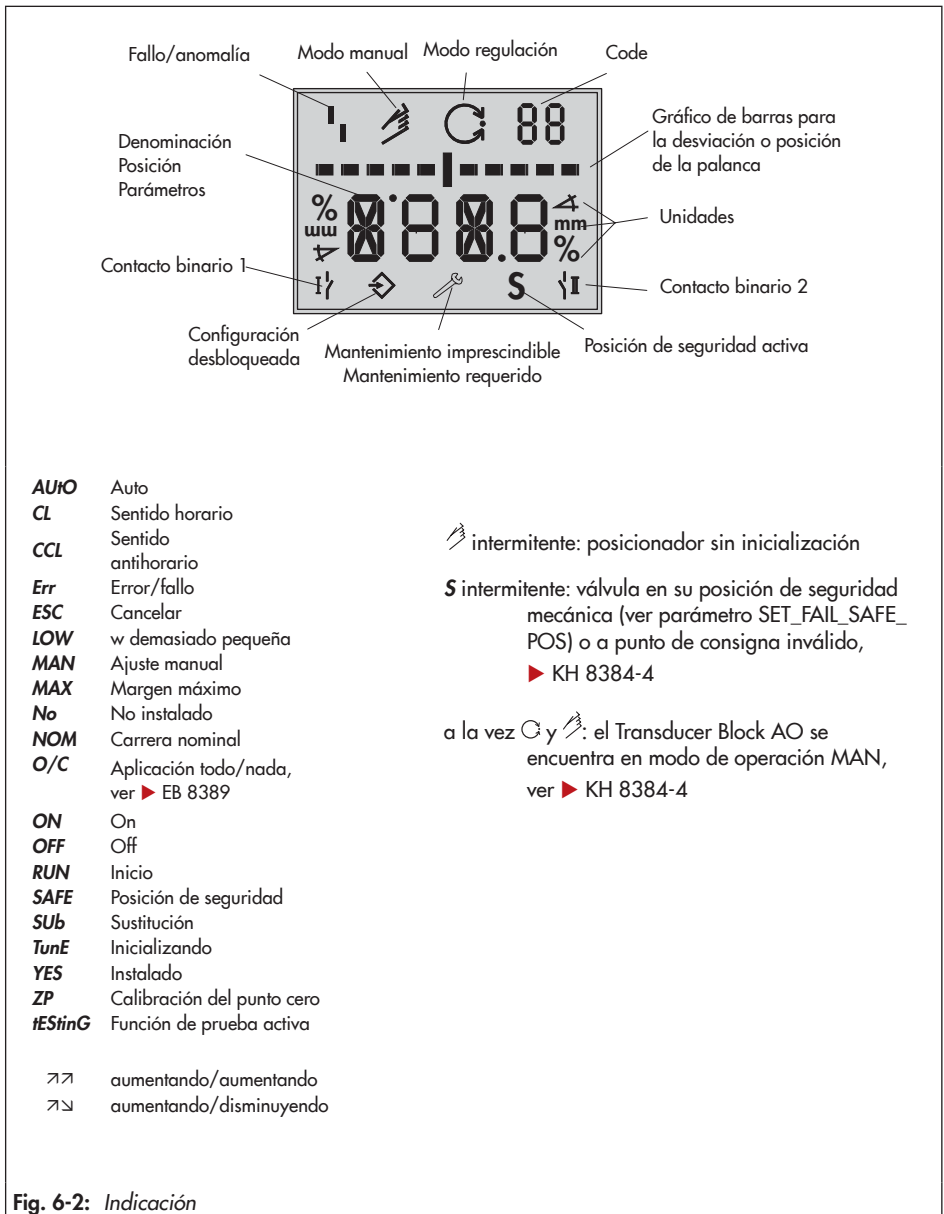 Fallo/anomalía
Modo manual
Modo regulación
Code
Denominación
Posición
Parámetros
Gráfico de barras para
la desviación o posición
de la palanca
88
%
mm
8.88.8
mm
%
Unidades
Contacto binario 1
I
S
II
Contacto binario 2
Configuración
desbloqueada
Mantenimiento imprescindible
Mantenimiento requerido
Posición de seguridad activa
AUtO Auto
CL Sentido horario
CCL Sentido
antihorario
Err Error/fallo
ESC Cancelar
LOW w demasiado pequeña
MAN Ajuste manual
MAX Margen máximo
No No instalado
NOM Carrera nominal
O/C Aplicación todo/nada,
ver ▶ EB 8389
ON On
OFF Off
RUN Inicio
SAFE Posición de seguridad
SUb Sustitución
TunE Inicializando
YES Instalado
ZP Calibración del punto cero
tEStinG Función de prueba activa
↗↗ aumentando/aumentando
↗↘ aumentando/disminuyendo
intermitente: posicionador sin inicialización
S intermitente: válvula en su posición de seguridad
mecánica (ver parámetro SET_FAIL_SAFE_
POS) o a punto de consigna inválido,
▶ KH 8384-4
a la vez y : el Transducer Block AO se
encuentra en modo de operación MAN,
ver ▶ KH 8384-4
Fig. 6-2: Indicación